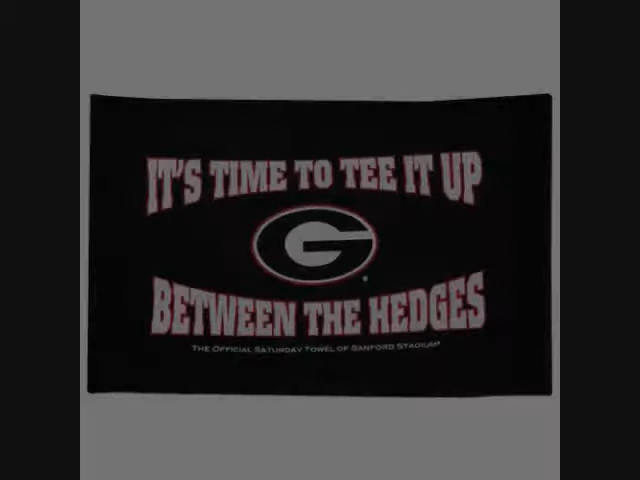 IT'S TIME TO TEE IT UP
G
BETWEEN THE HEDGES
THE OFFICIAL SATURDAY TOWEL OF SANFORD STADIUM